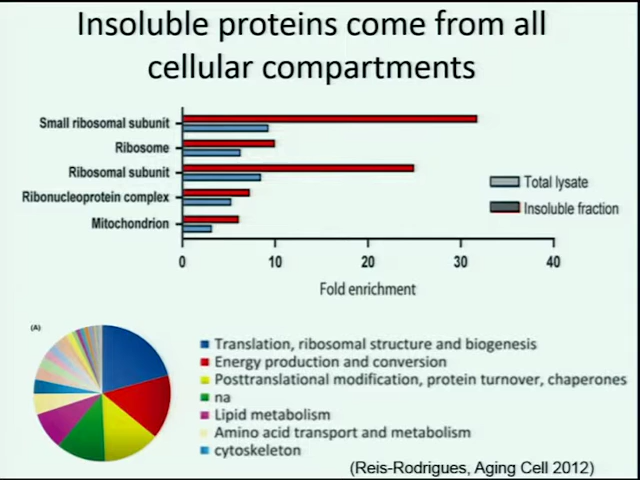 Insoluble proteins come from all
cellular compartments
Small ribosomal subunit
Ribosome
Ribosomal subunit
Ribonucleoprotein complex
Mitochondrion
Total lysate
Insoluble fraction
0 10 20 30 40
Fold enrichment
(A)
Translation, ribosomal structure and biogenesis
Energy production and conversion
Posttranslational modification, protein turnover, chaperones
na
Lipid metabolism
Amino acid transport and metabolism
cytoskeleton
(Reis-Rodrigues, Aging Cell 2012)